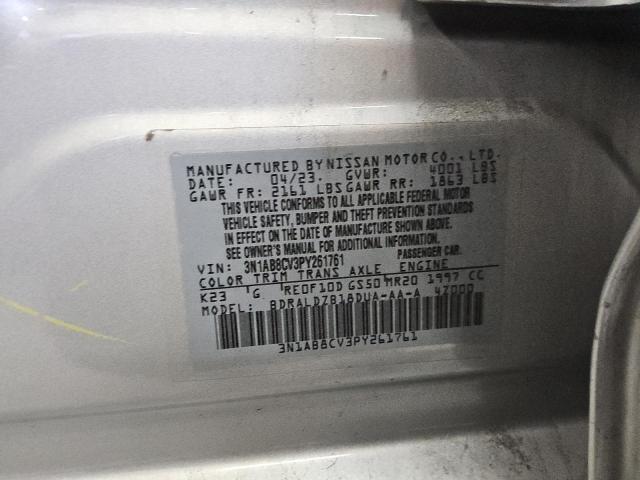 MANUFACTURED BY NISSAN MOTOR CO., LTD.
DATE: 04/23. GVWR: 4001 LBS
GAWR FR: 2161 LBS GAWR RR: 1863 LBS
THIS VEHICLE CONFORMS TO ALL APPLICABLE FEDERAL MOTOR
VEHICLE SAFETY, BUMPER AND THEFT PREVENTION STANDARDS
IN EFFECT ON THE DATE OF MANUFACTURE SHOWN ABOVE.
SEE OWNER'S MANUAL FOR ADDITIONAL INFORMATION.
VIN: 3N1AB8CV3PY261761 PASSENGER CAR.
COLOR TRIM TRANS AXLE ENGINE
K23 'G 'RE0F10D GS50 MR20 1997 CC
MODEL: BDRALDZB18DUA-AA-A 47000
3N1AB8CV3PY261761